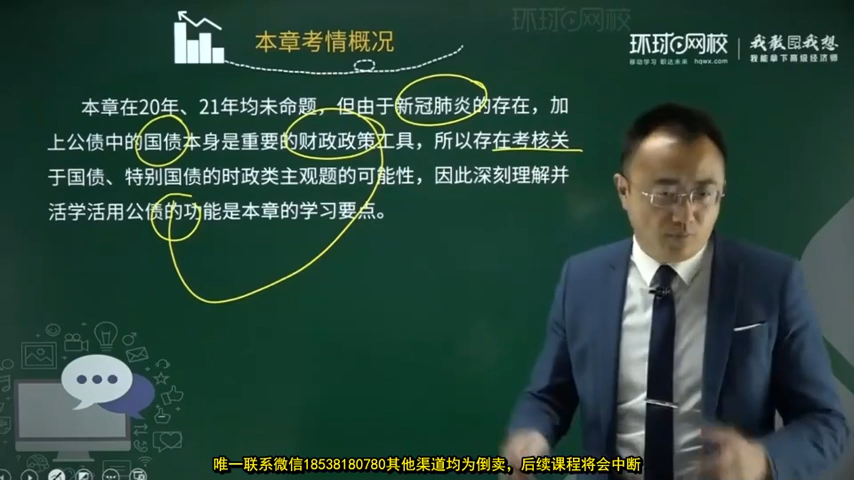 环球网校
本章考情概况
环球网校
移动学习 职达未来 hqwx.com
我敢因我想
我能拿下高级经济师
本章在20年、21年均未命题，但由于新冠肺炎的存在，加
上公债中的国债本身是重要的财政政策工具，所以存在考核关
于国债、特别国债的时政类主观题的可能性，因此深刻理解并
活学活用公债的功能是本章的学习要点。
唯一联系微信18538180780其他渠道均为倒卖，后续课程将会中断